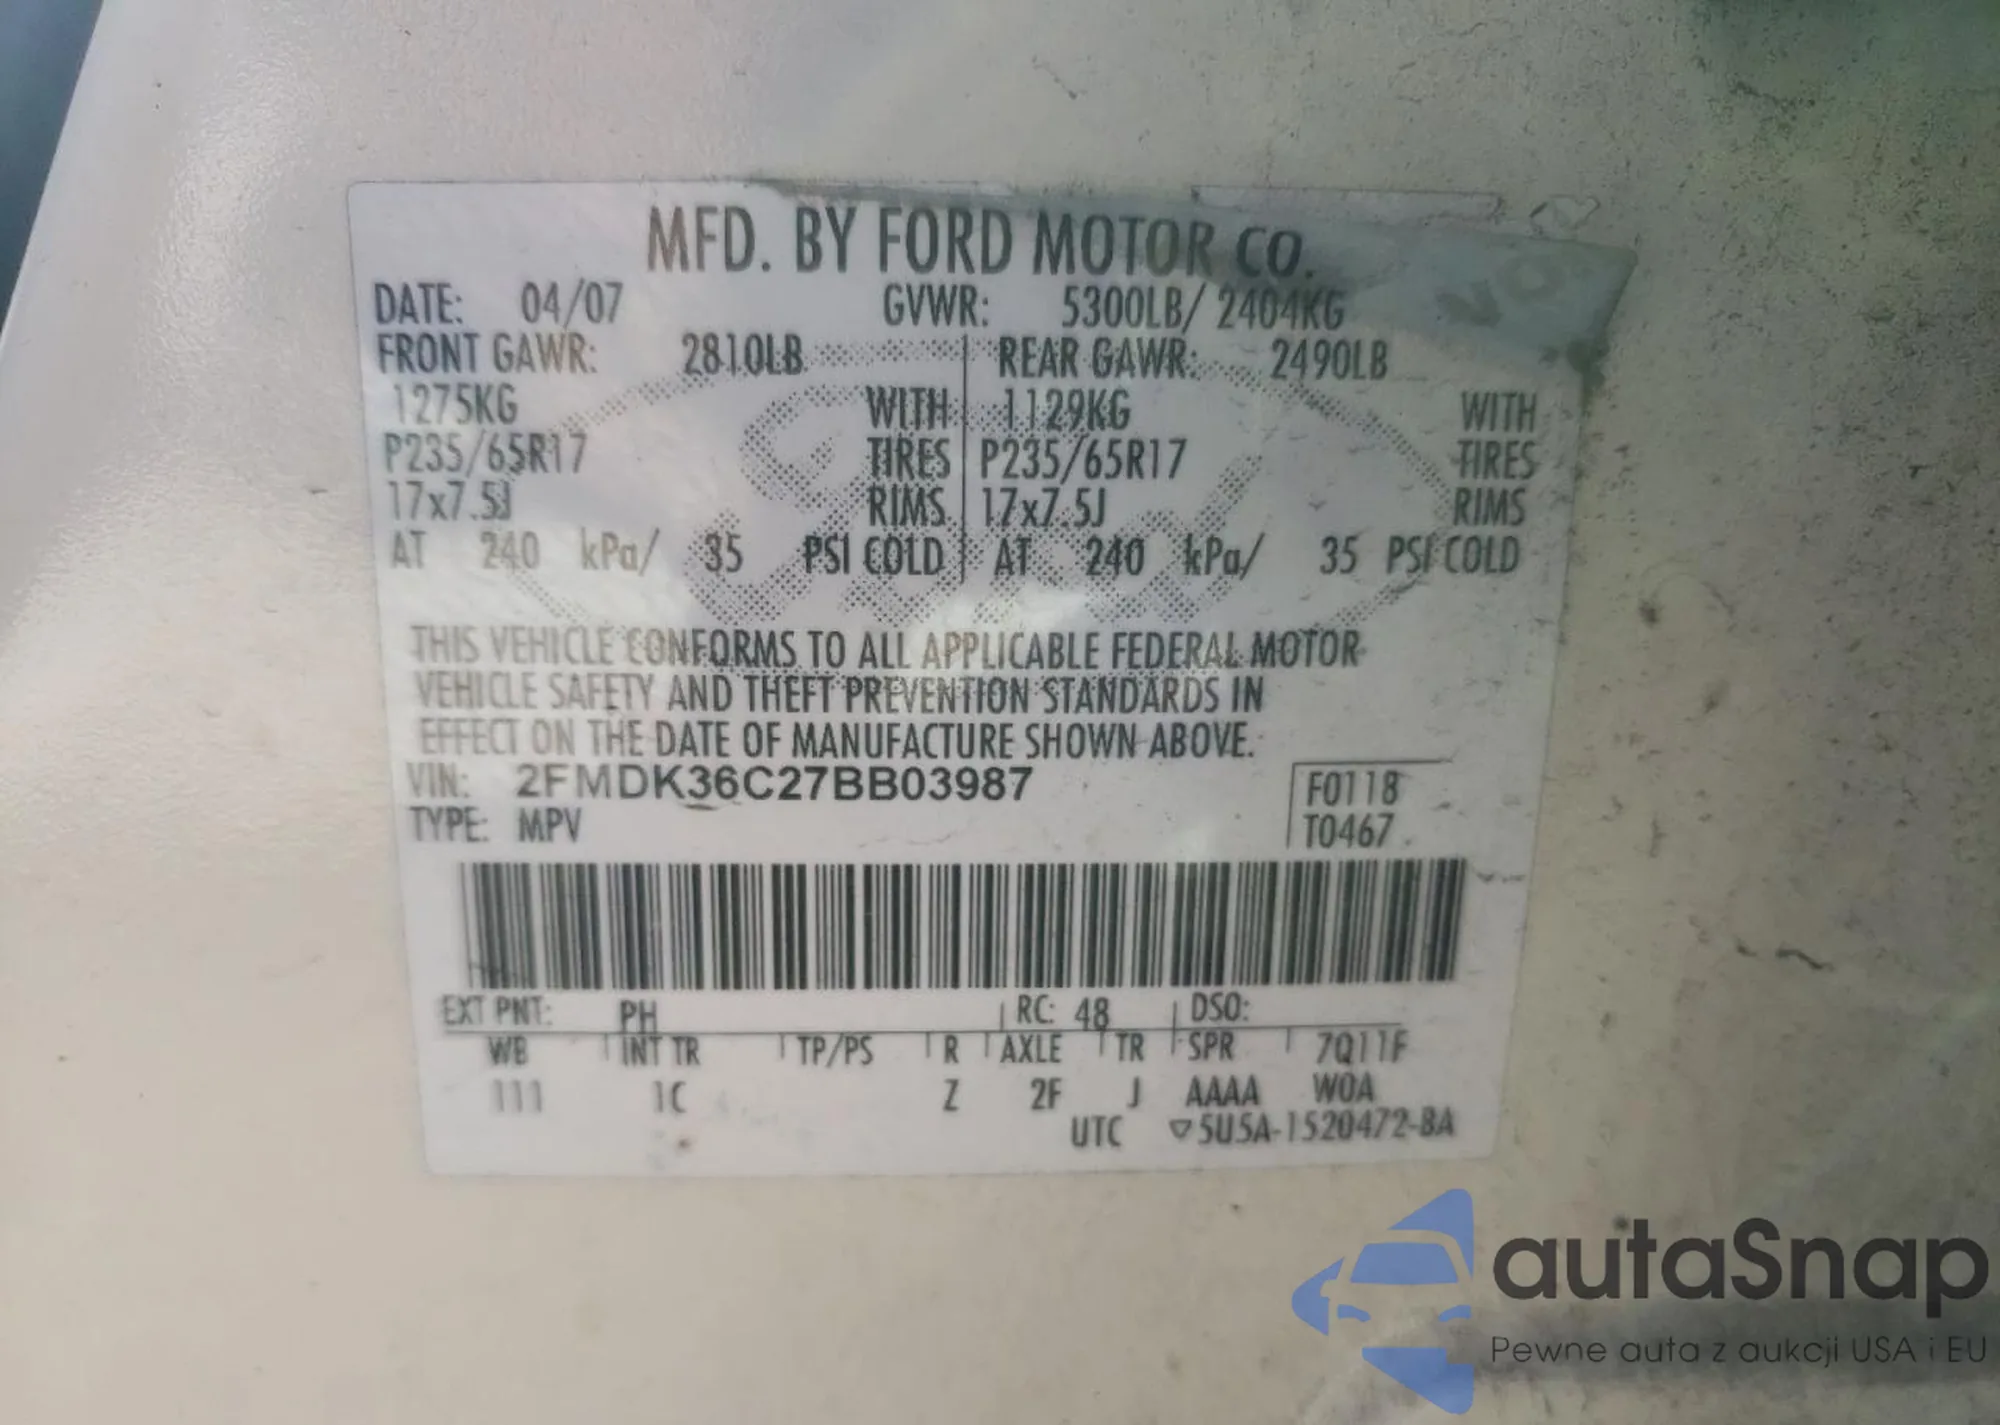 MFD. BY FORD MOTOR CO.
DATE: 04/07 GVWR: 5300LB/ 2404KG
FRONT GAWR: 2810LB REAR GAWR: 2490LB
1275KG WITH 1129KG WITH
P235/65R17 TIRES P235/65R17 TIRES
17x7.5J RIMS 17x7.5J RIMS
AT 240 kPa/ 35 PSI COLD AT 240 kPa/ 35 PSI COLD
THIS VEHICLE CONFORMS TO ALL APPLICABLE FEDERAL MOTOR
VEHICLE SAFETY AND THEFT PREVENTION STANDARDS IN
EFFECT ON THE DATE OF MANUFACTURE SHOWN ABOVE.
VIN: 2FMDK36C27BB03987 F0118
TYPE: MPV T0467
EXT PNT: PH RC: 48 DSO:
WB INT TR TP/PS R AXLE TR SPR 7Q11F
111 1C Z 2F J AAAA WOA
UTC ▽5U5A-1520472-BA
autaSnap
Pewne auta z aukcji USA i EU